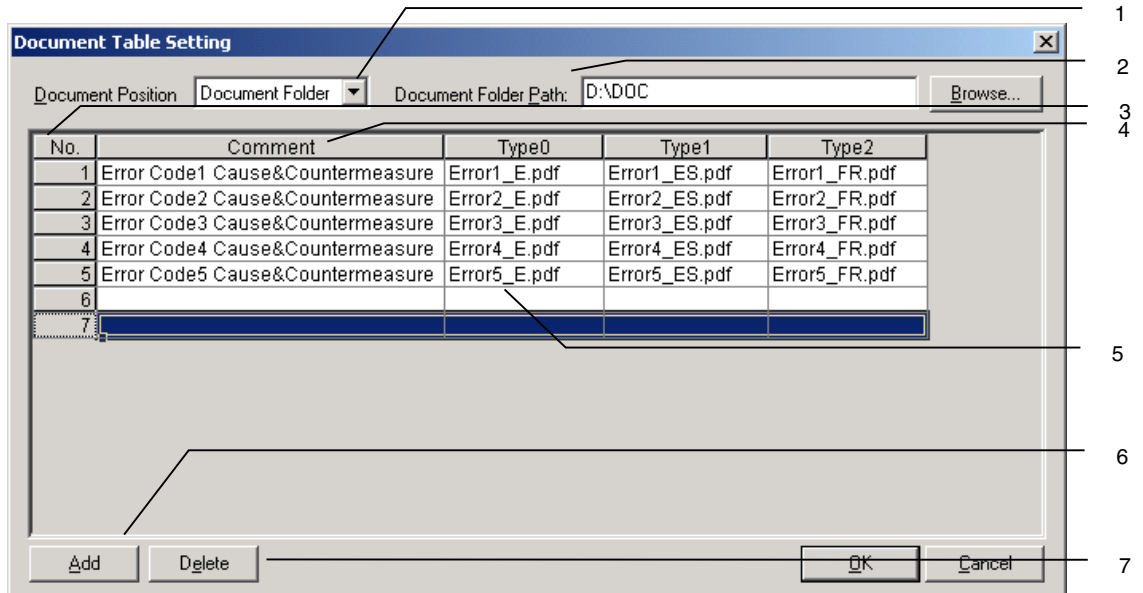 1
Document Table Setting
2
Document Position Document Folder Document Folder Path: D:\DOC Browse...
3
4
No. Comment Type0 Type1 Type2
1 Error Code1 Cause&Countermeasure Error1_E.pdf Error1_ES.pdf Error1_FR.pdf
2 Error Code2 Cause&Countermeasure Error2_E.pdf Error2_ES.pdf Error2_FR.pdf
3 Error Code3 Cause&Countermeasure Error3_E.pdf Error3_ES.pdf Error3_FR.pdf
4 Error Code4 Cause&Countermeasure Error4_E.pdf Error4_ES.pdf Error4_FR.pdf
5 Error Code5 Cause&Countermeasure Error5_E.pdf Error5_ES.pdf Error5_FR.pdf
6
7
5
6
Add Delete OK Cancel
7